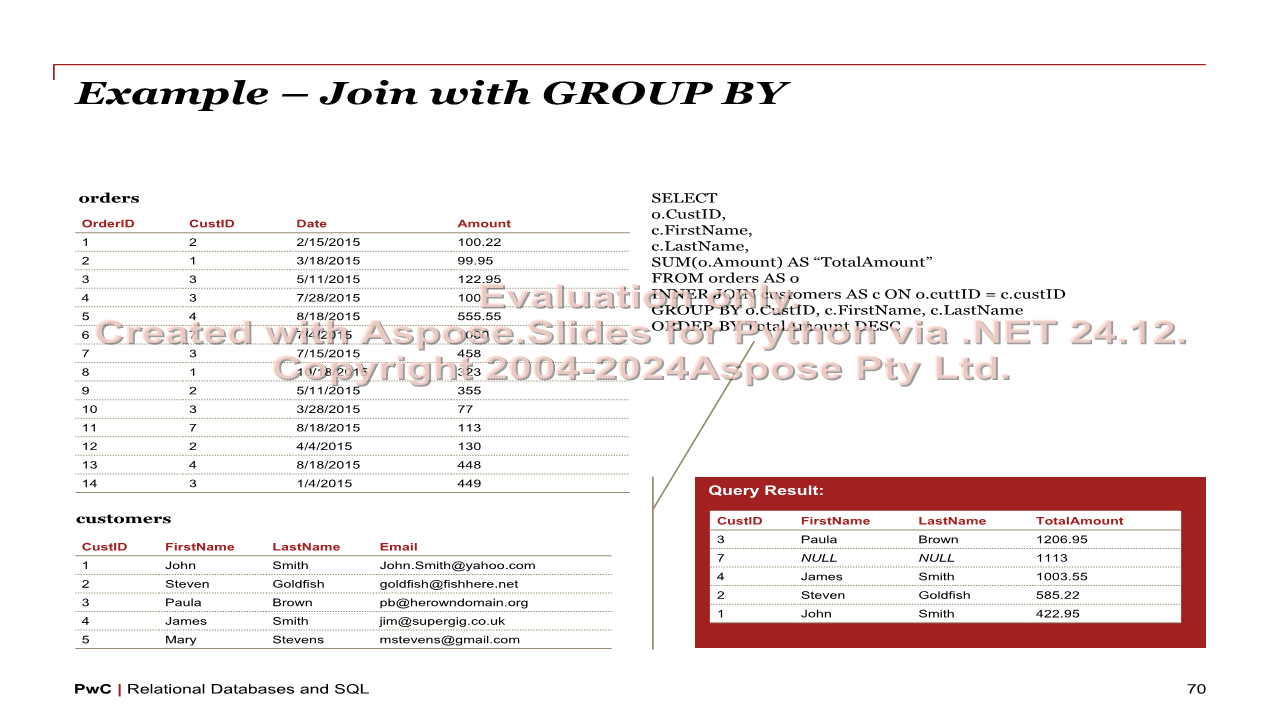 Example – Join with GROUP BY
orders
OrderID CustID Date Amount
1 2 2/15/2015 100.22
2 1 3/18/2015 99.95
3 3 5/11/2015 122.95
4 3 7/28/2015 100
5 4 8/18/2015 555.55
6 7
7 3 7/15/2015 458
8 1 10/18/2015 323
9 2 5/11/2015 355
10 3 3/28/2015 77
11 7 8/18/2015 113
12 2 4/4/2015 130
13 4 8/18/2015 448
14 3 1/4/2015 449
customers
CustID FirstName LastName Email
1 John Smith John.Smith@yahoo.com
2 Steven Goldfish goldfish@fishhere.net
3 Paula Brown pb@herowndomain.org
4 James Smith jim@supergig.co.uk
5 Mary Stevens mstevens@gmail.com
SELECT
o.CustID,
c.FirstName,
c.LastName,
SUM(o.Amount) AS “TotalAmount”
FROM orders AS o
INNER JOIN customers AS c ON o.cuttID = c.custID
GROUP BY o.CustID, c.FirstName, c.LastName
ORDER BY TotalAmount DESC
Evaluation only.
Created with Aspose.Slides for Python via .NET 24.12.
Copyright 2004-2024Aspose Pty Ltd.
Query Result:
CustID FirstName LastName TotalAmount
3 Paula Brown 1206.95
7 NULL NULL 1113
4 James Smith 1003.55
2 Steven Goldfish 585.22
1 John Smith 422.95
PwC | Relational Databases and SQL
70